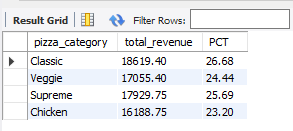 Result Grid Filter Rows:
pizza_category total_revenue PCT
Classic 18619.40 26.68
Veggie 17055.40 24.44
Supreme 17929.75 25.69
Chicken 16188.75 23.20